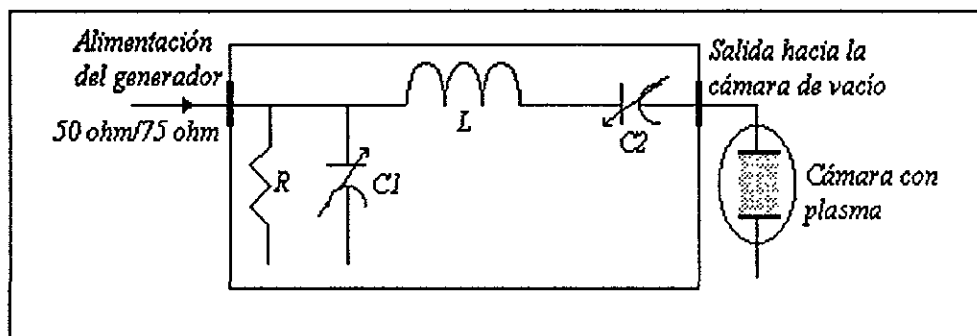 Alimentación
del generador
50 ohm/75 ohm
R
C1
L
C2
Salida hacia la
cámara de vacío
Cámara con
plasma